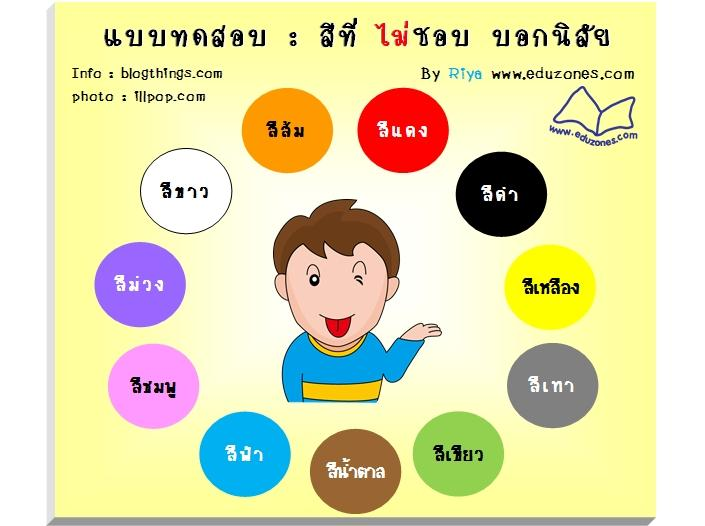 แบบทดสอบ : สีที่ ไม่ชอบ บอกนิสัย
Info : blogthings.com
By Riya www.eduzones.com
photo : illpop.com
www.eduzones.com
สีส้ม
สีแดง
สีขาว
สีดำ
สีม่วง
สีเหลือง
สีชมพู
สีเทา
สีฟ้า
สีน้ำตาล
สีเขียว